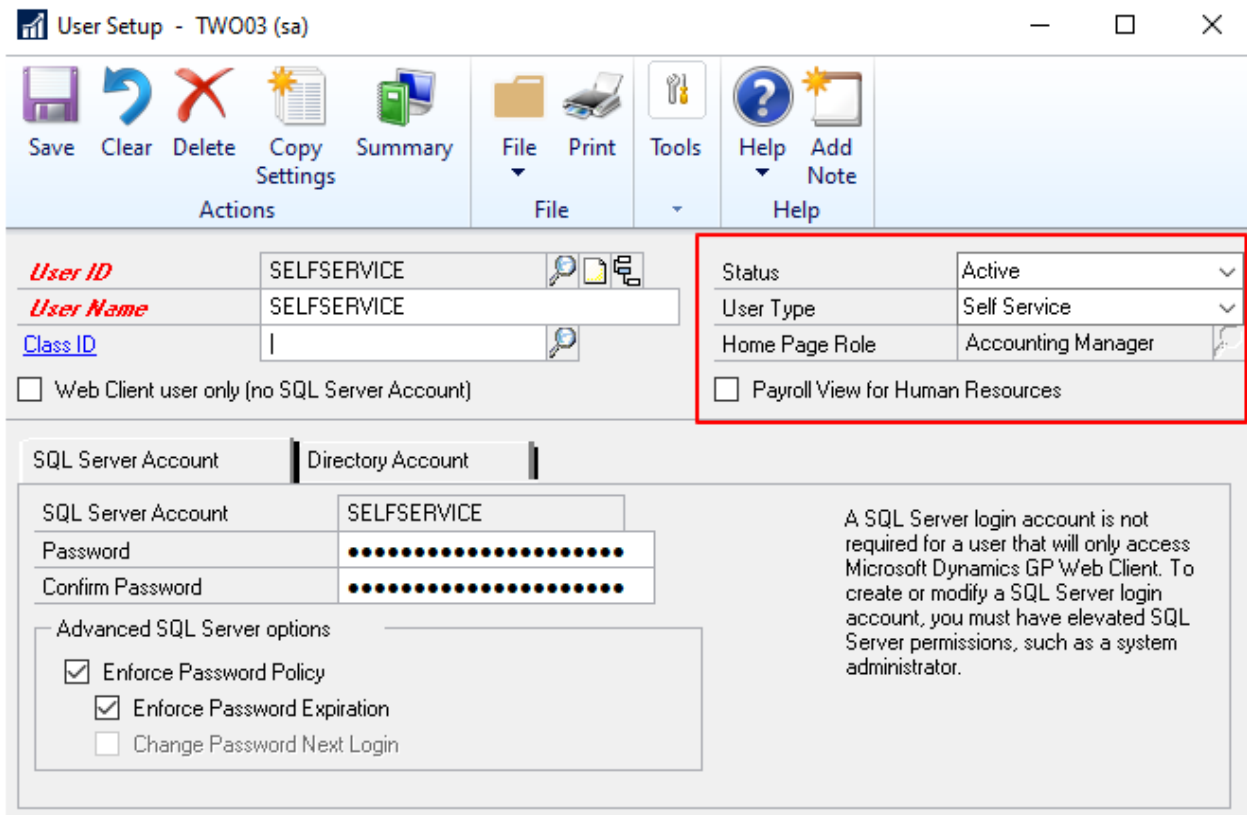 User Setup - TWO03 (sa)
Save Clear Delete Copy Settings Summary File Print Tools Help Add Note
Actions File Help
User ID SELFSERVICE
User Name SELFSERVICE
Class ID
Web Client user only (no SQL Server Account)
Status Active
User Type Self Service
Home Page Role Accounting Manager
Payroll View for Human Resources
SQL Server Account Directory Account
SQL Server Account SELFSERVICE
Password ●●●●●●●●●●●●●●●●●●●●●
Confirm Password ●●●●●●●●●●●●●●●●●●●●●
Advanced SQL Server options
Enforce Password Policy
Enforce Password Expiration
Change Password Next Login
A SQL Server login account is not
required for a user that will only access
Microsoft Dynamics GP Web Client. To
create or modify a SQL Server login
account, you must have elevated SQL
Server permissions, such as a system
administrator.